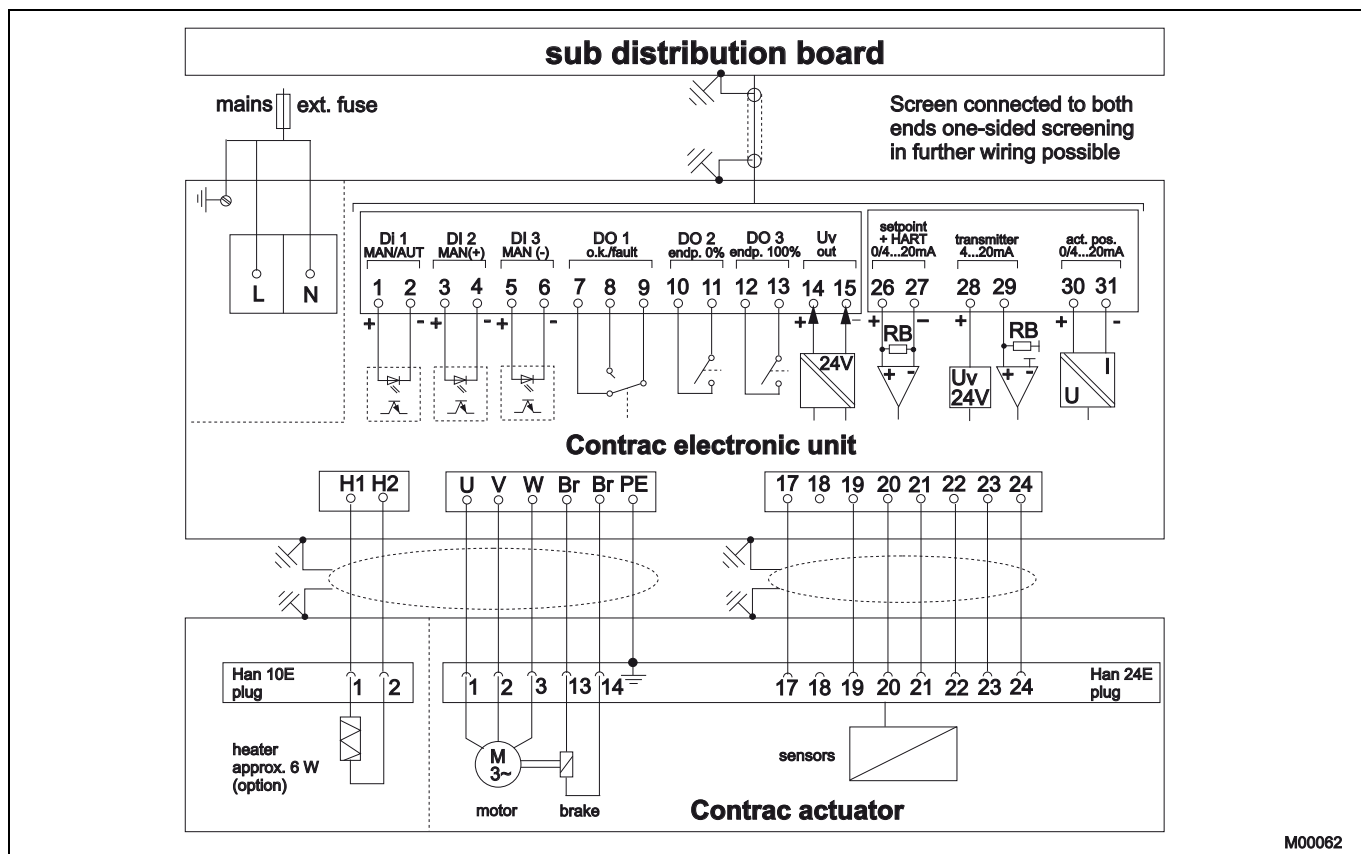 sub distribution board
mains
ext. fuse
Screen connected to both
ends one-sided screening
in further wiring possible
L
N
DI 1
MAN/AUT
DI 2
MAN(+)
DI 3
MAN (-)
DO 1
o.k./fault
DO 2
endp. 0%
DO 3
endp. 100%
Uv
out
setpoint
+ HART
0/4...20mA
transmitter
4...20mA
act. pos.
0/4...20mA
1 2 3 4 5 6 7 8 9 10 11 12 13 14 15 26 27 28 29 30 31
+ - + - + - + - + − + + -
RB
RB
24V
+ -
Uv
24V
+ -
I
U
Contrac electronic unit
H1 H2
U V W Br Br PE
17 18 19 20 21 22 23 24
Han 10E
plug
1 2
1 2 3 13 14
17 18 19 20 21 22 23 24
Han 24E
plug
heater
approx. 6 W
(option)
M
3~
motor
brake
sensors
Contrac actuator
M00062